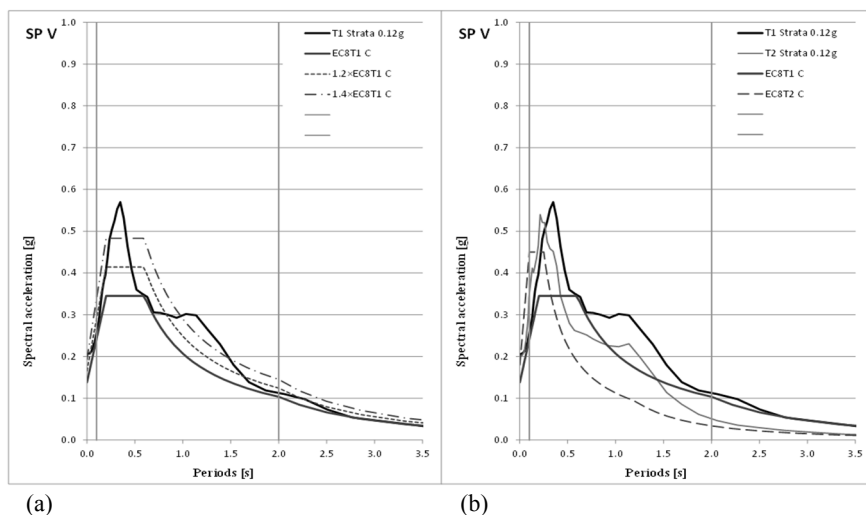 SP V
1.0
0.9
0.8
0.7
0.6
0.5
0.4
0.3
0.2
0.1
0.0
Spectral acceleration [g]
T1 Strata 0.12g
EC8T1 C
1.2×EC8T1 C
1.4×EC8T1 C
0.0 0.5 1.0 1.5 2.0 2.5 3.0 3.5
Periods [s]
(a)
SP V
1.0
0.9
0.8
0.7
0.6
0.5
0.4
0.3
0.2
0.1
0.0
Spectral acceleration [g]
T1 Strata 0.12g
T2 Strata 0.12g
EC8T1 C
EC8T2 C
0.0 0.5 1.0 1.5 2.0 2.5 3.0 3.5
Periods [s]
(b)